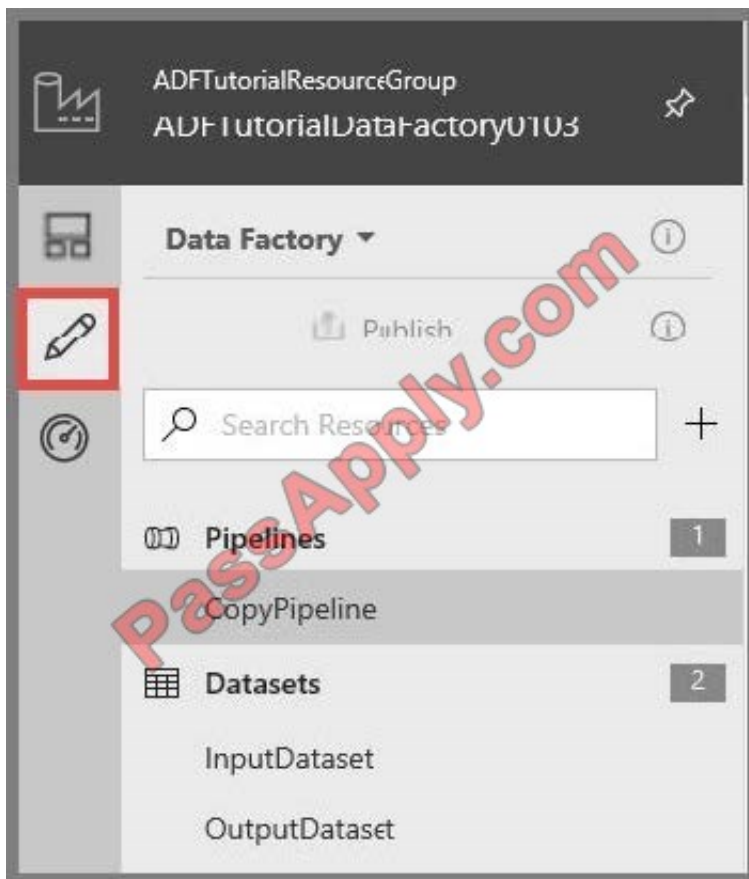 ADFTutorialResourceGroup
ADFTutorialDataFactory0103
Data Factory
Publish
Search Resources
Pipelines 1
CopyPipeline
Datasets 2
InputDataset
OutputDataset
PassApply.com